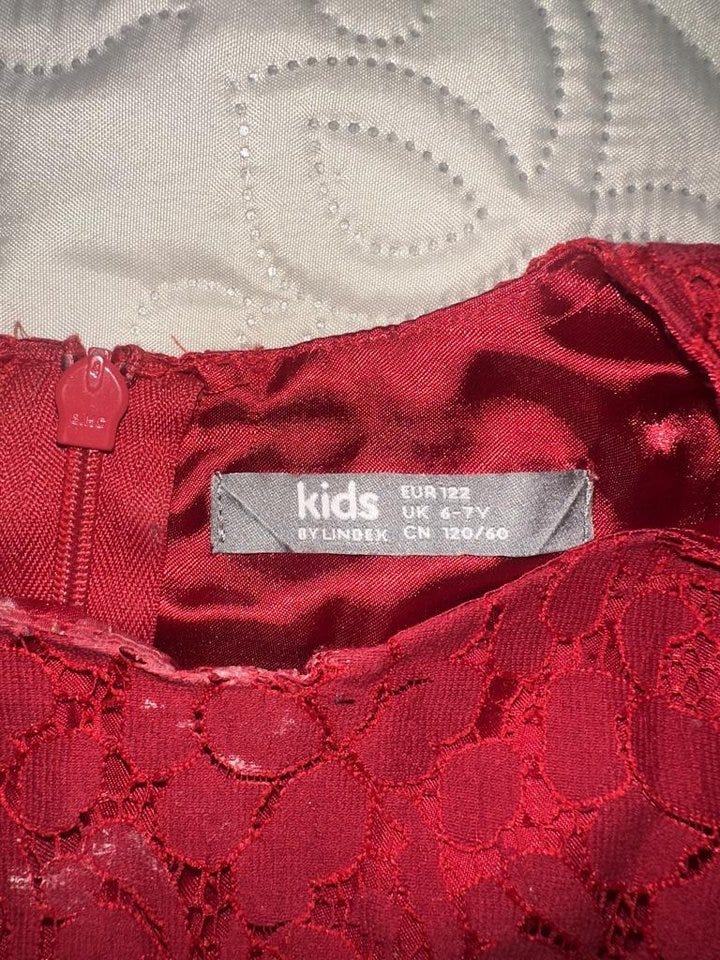 kids
BY LINDEX
EUR 122
UK 6-7Y
CN 120/60